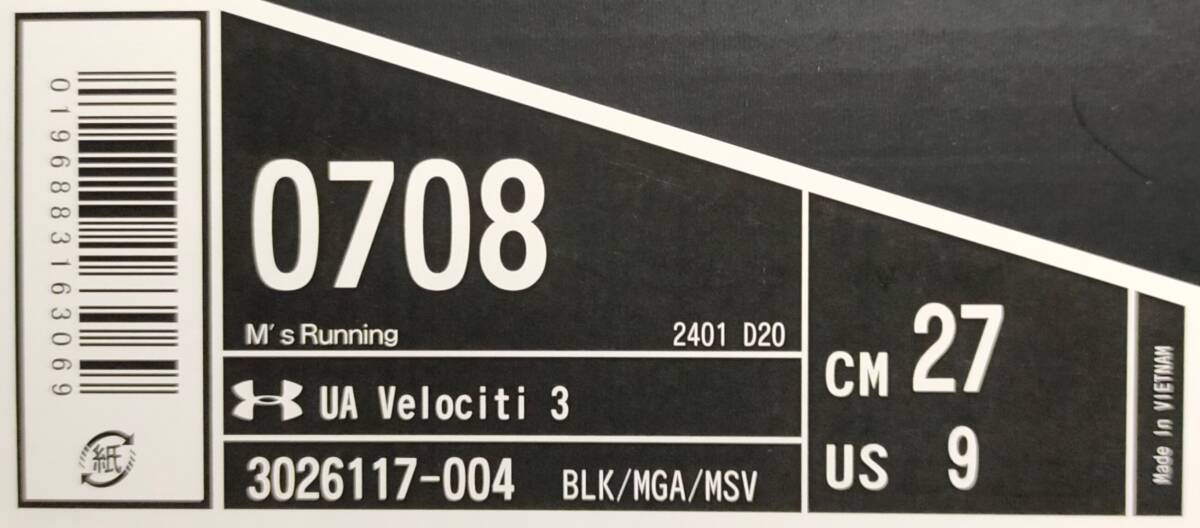 0196883163069
紙
0708
M's Running
2401 D20
UA Velociti 3
3026117-004 BLK/MGA/MSV
CM 27
US 9
Made In VIETNAM